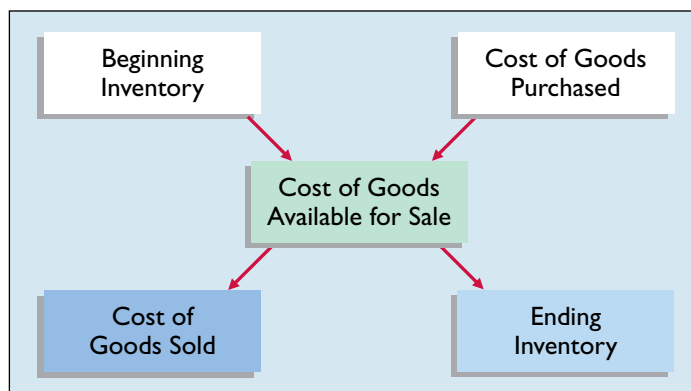 Beginning
Inventory
Cost of Goods
Purchased
Cost of Goods
Available for Sale
Cost of
Goods Sold
Ending
Inventory